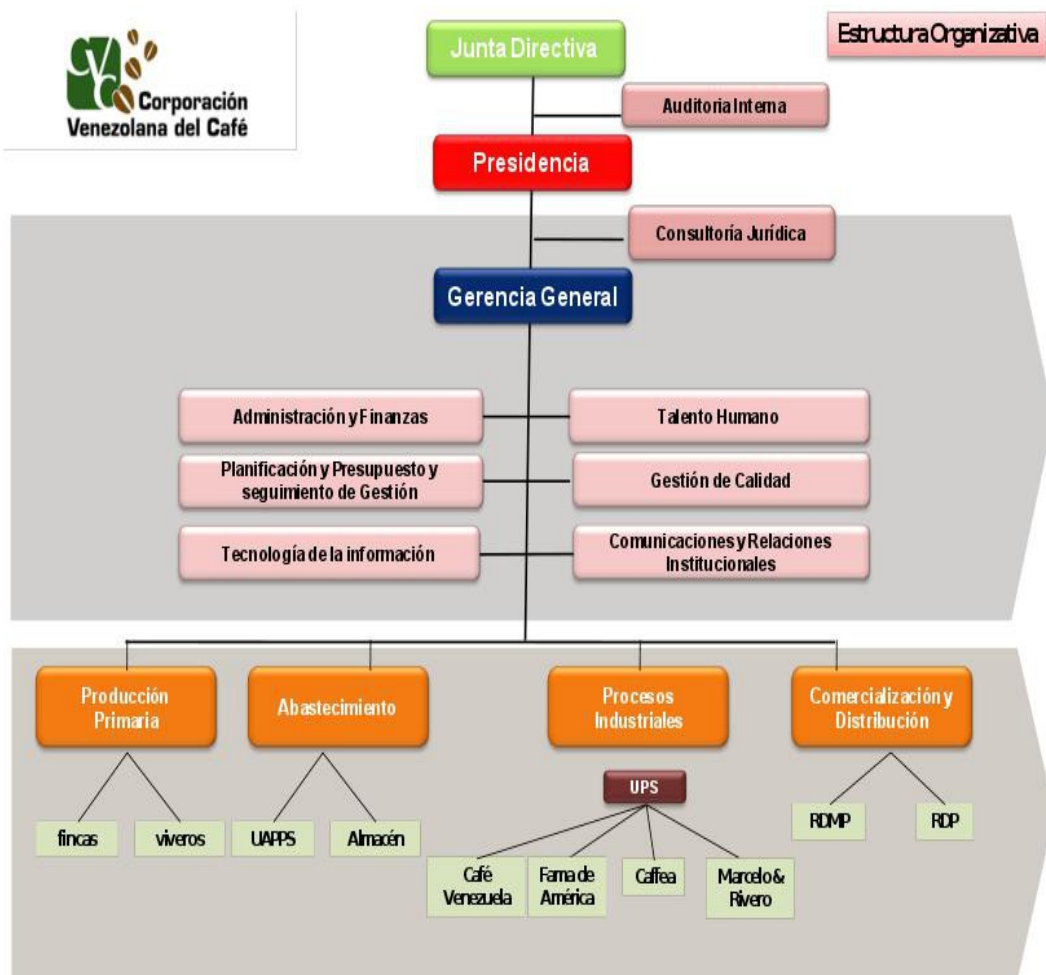 CVC
Corporación
Venezolana del Café
Junta Directiva
Estructura Organizativa
Auditoria Interna
Presidencia
Consultoría Jurídica
Gerencia General
Administración y Finanzas
Talento Humano
Planificación y Presupuesto y
seguimiento de Gestión
Gestión de Calidad
Tecnología de la información
Comunicaciones y Relaciones
Institucionales
Producción
Primaria
Abastecimiento
Procesos
Industriales
Comercialización y
Distribución
UPS
fincas
viveros
UAPPS
Almacén
RDMP
RDP
Café
Venezuela
Fama de
América
Caffea
Marcelo &
Rivero